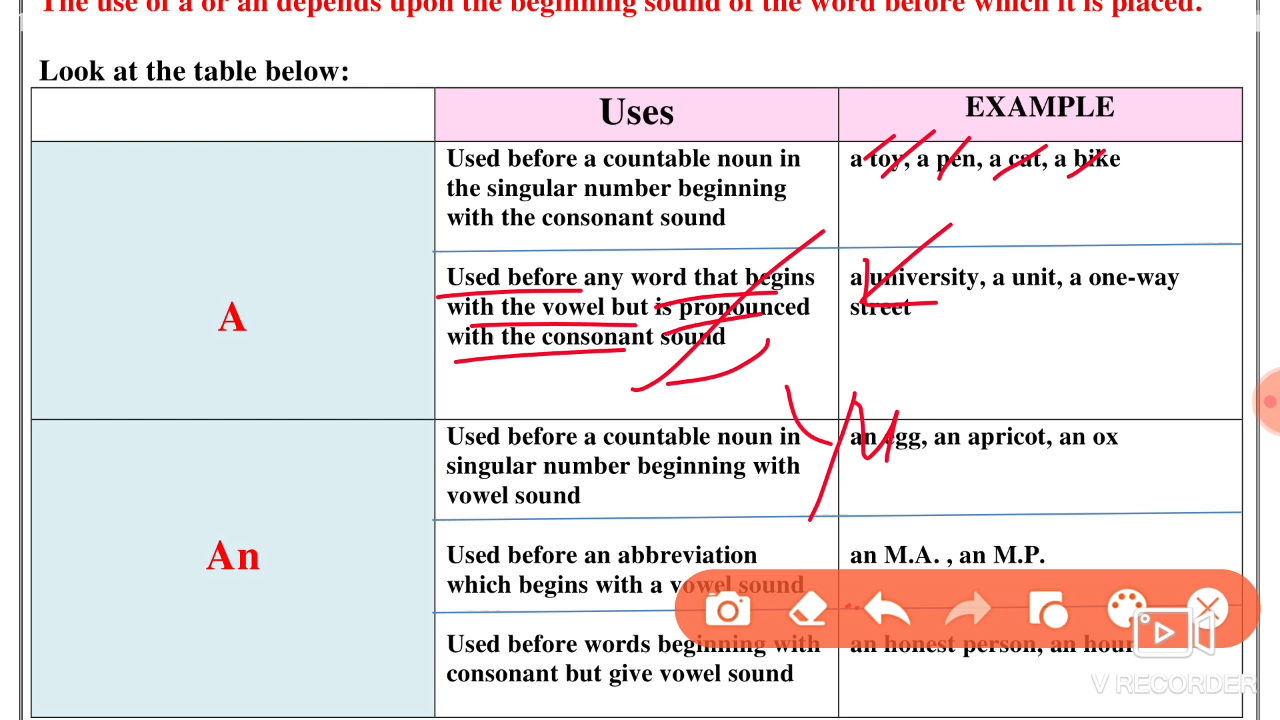 The use of a or an depends upon the beginning sound of the word before which it is placed.
Look at the table below:
Uses
EXAMPLE
A
Used before a countable noun in
the singular number beginning
with the consonant sound
a toy, a pen, a cat, a bike
Used before any word that begins
with the vowel but is pronounced
with the consonant sound
a university, a unit, a one-way
street
An
Used before a countable noun in
singular number beginning with
vowel sound
an egg, an apricot, an ox
Used before an abbreviation
which begins with a vowel sound
an M.A. , an M.P.
Used before words beginning with
consonant but give vowel sound
an honest person, an hour
V RECORDER